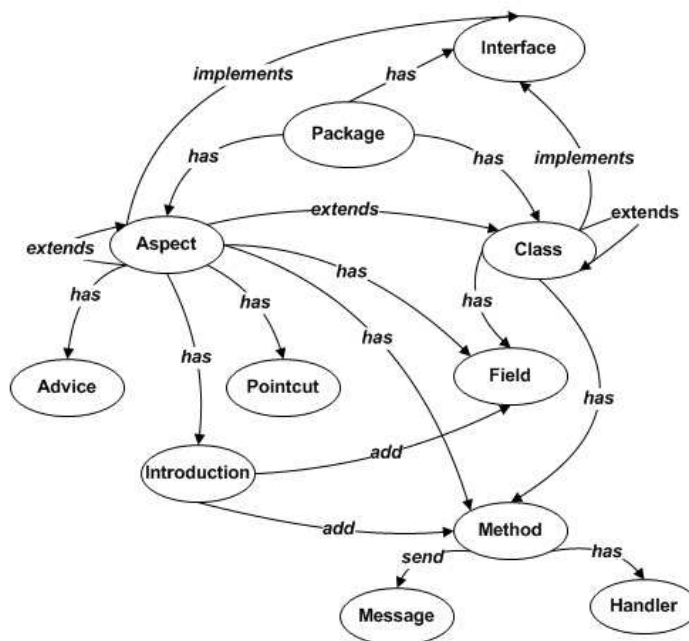 Interface
implements
has
Package
has
has
implements
extends
extends
extends
Aspect
Class
has
has
has
has
has
has
Advice
Pointcut
Field
has
add
Introduction
add
Method
send
has
Message
Handler